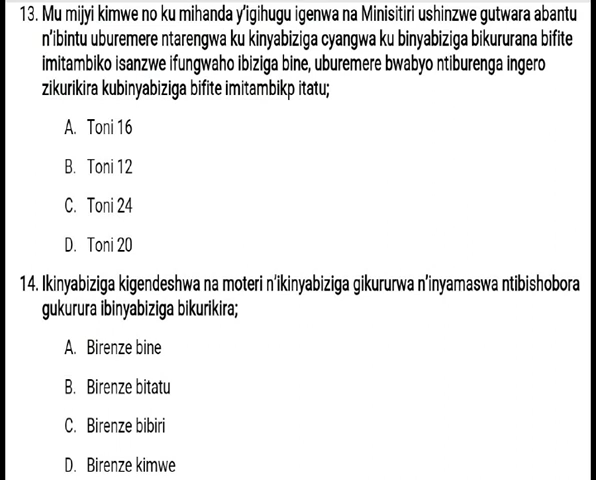 13. Mu mijyi kimwe no ku mihanda y'igihugu igenwa na Minisitiri ushinzwe gutwara abantu
n'ibintu uburemere ntarengwa ku kinyabiziga cyangwa ku binyabiziga bikururana bifite
imitambiko isanzwe ifungwaho ibiziga bine, uburemere bwabyo ntiburenga ingero
zikurikira kubinyabiziga bifite imitambikp itatu;
A. Toni 16
B. Toni 12
C. Toni 24
D. Toni 20
14. Ikinyabiziga kigendeshwa na moteri n'ikinyabiziga gikururwa n'inyamaswa ntibishobora
gukurura ibinyabiziga bikurikira;
A. Birenze bine
B. Birenze bitatu
C. Birenze bibiri
D. Birenze kimwe